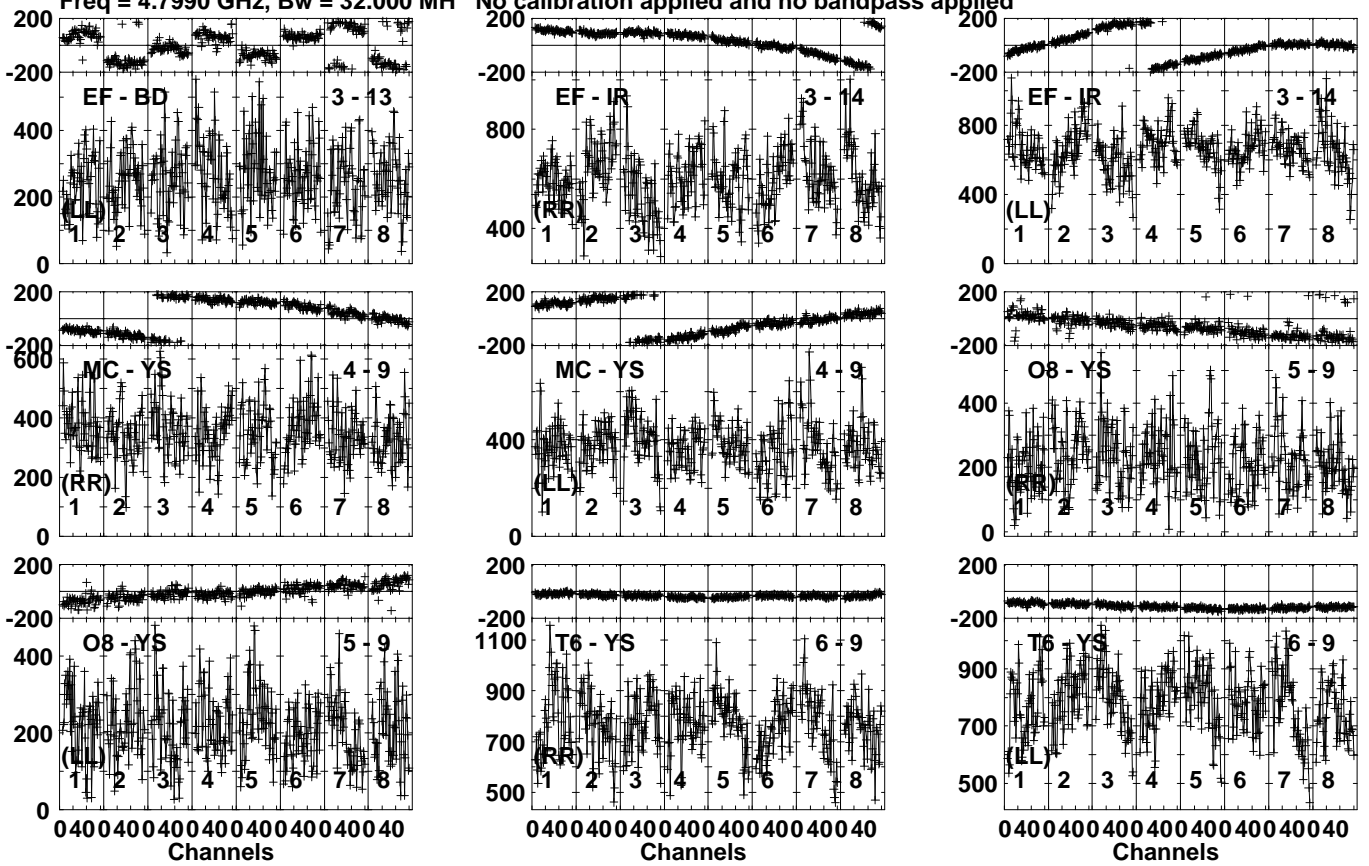 Freq = 4.7990 GHz, Bw = 32.000 MH No calibration applied and no bandpass applied
200
-200
EF - BD 3 - 13
400
200
0
(LL)
1 2 3 4 5 6 7 8
200
-200
EF - IR 3 - 14
800
400
(RR)
1 2 3 4 5 6 7 8
200
-200
EF - IR 3 - 14
800
400
0
(LL)
1 2 3 4 5 6 7 8
200
-200
600
MC - YS 4 - 9
400
200
0
(RR)
1 2 3 4 5 6 7 8
200
-200
MC - YS 4 - 9
400
0
(LL)
1 2 3 4 5 6 7 8
200
-200
O8 - YS 5 - 9
400
200
0
(RR)
1 2 3 4 5 6 7 8
200
-200
O8 - YS 5 - 9
400
200
0
(LL)
1 2 3 4 5 6 7 8
0 40 0 40 0 40 0 40 0 40 0 40 0 40 0 40
Channels
200
-200
1100
T6 - YS 6 - 9
900
700
500
(RR)
1 2 3 4 5 6 7 8
0 40 0 40 0 40 0 40 0 40 0 40 0 40 0 40
Channels
200
-200
T6 - YS 6 - 9
900
700
500
(LL)
1 2 3 4 5 6 7 8
0 40 0 40 0 40 0 40 0 40 0 40 0 40 0 40
Channels